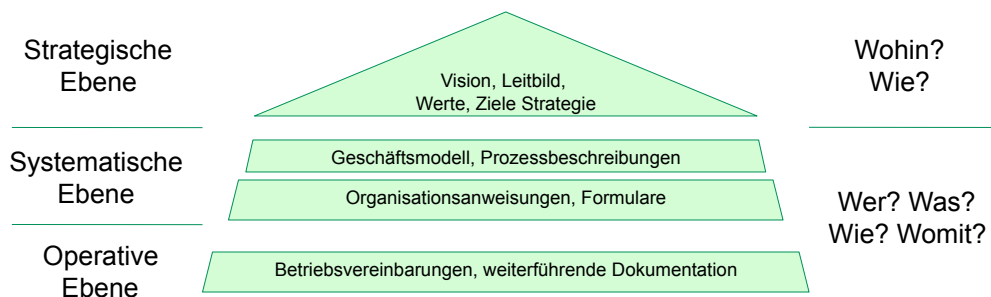 Strategische
Ebene
Vision, Leitbild,
Werte, Ziele Strategie
Wohin?
Wie?
Systematische
Ebene
Geschäftsmodell, Prozessbeschreibungen
Organisationsanweisungen, Formulare
Wer? Was?
Wie? Womit?
Operative
Ebene
Betriebsvereinbarungen, weiterführende Dokumentation